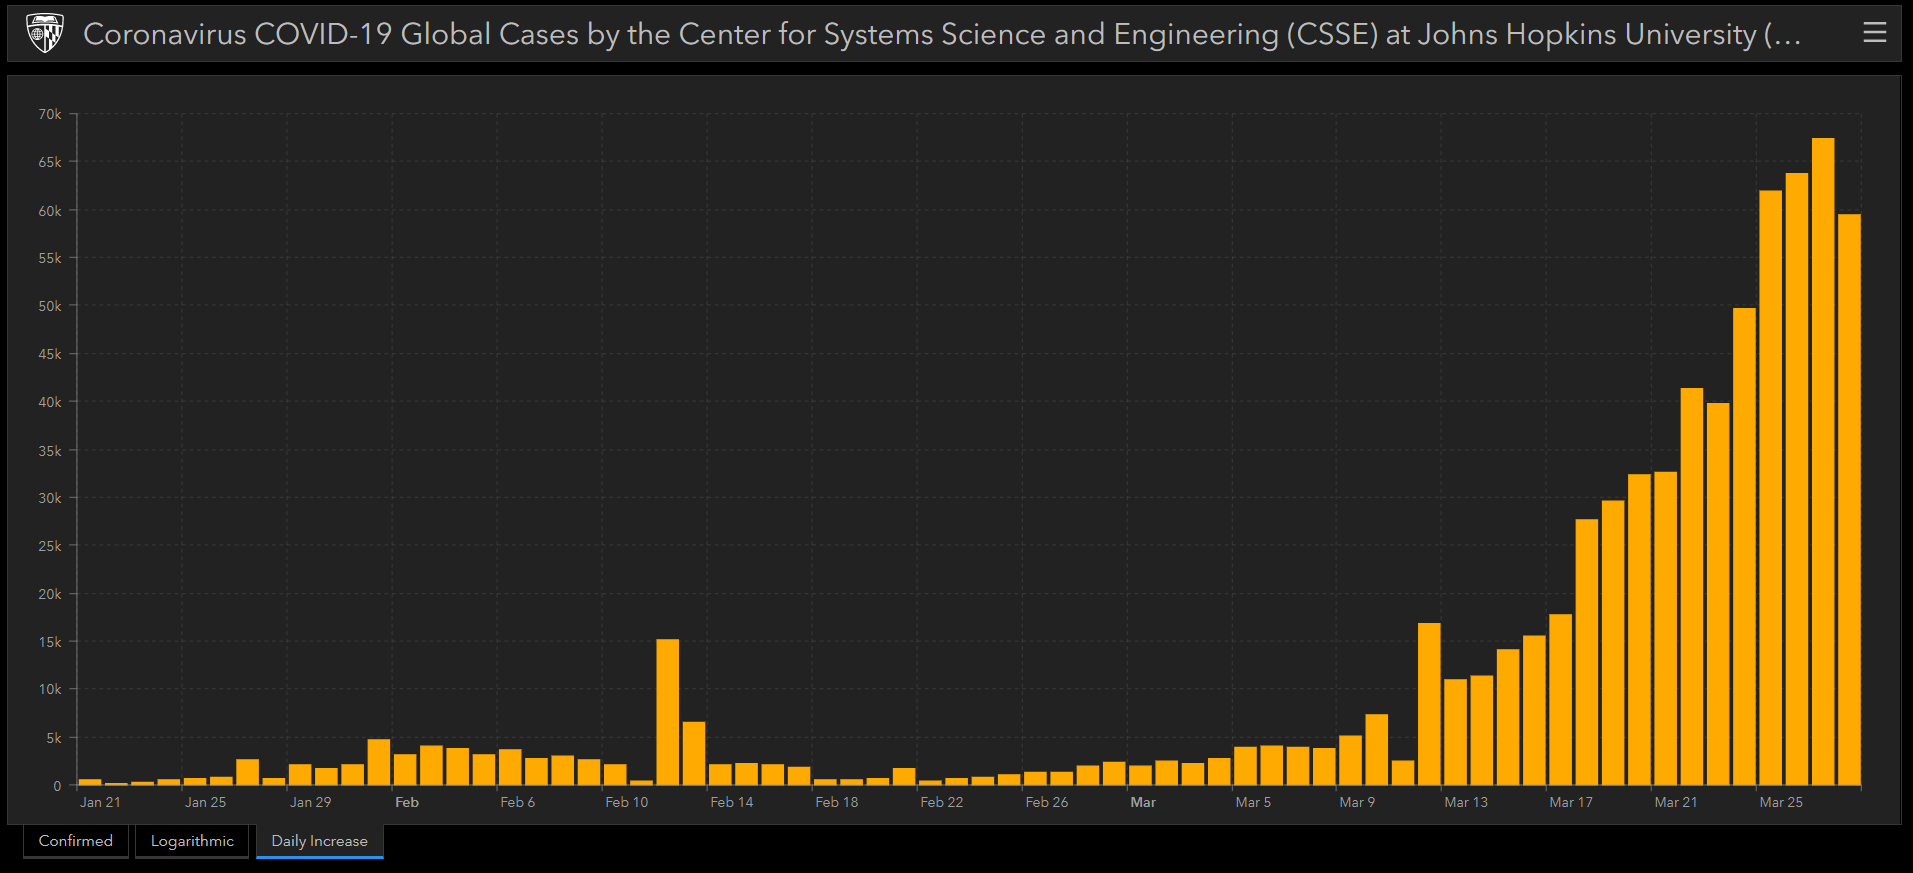 Coronavirus COVID-19 Global Cases by the Center for Systems Science and Engineering (CSSE) at Johns Hopkins University (...
70k
65k
60k
55k
50k
45k
40k
35k
30k
25k
20k
15k
10k
5k
0
Jan 21 Jan 25 Jan 29 Feb Feb 6 Feb 10 Feb 14 Feb 18 Feb 22 Feb 26 Mar Mar 5 Mar 9 Mar 13 Mar 17 Mar 21 Mar 25
Confirmed Logarithmic Daily Increase